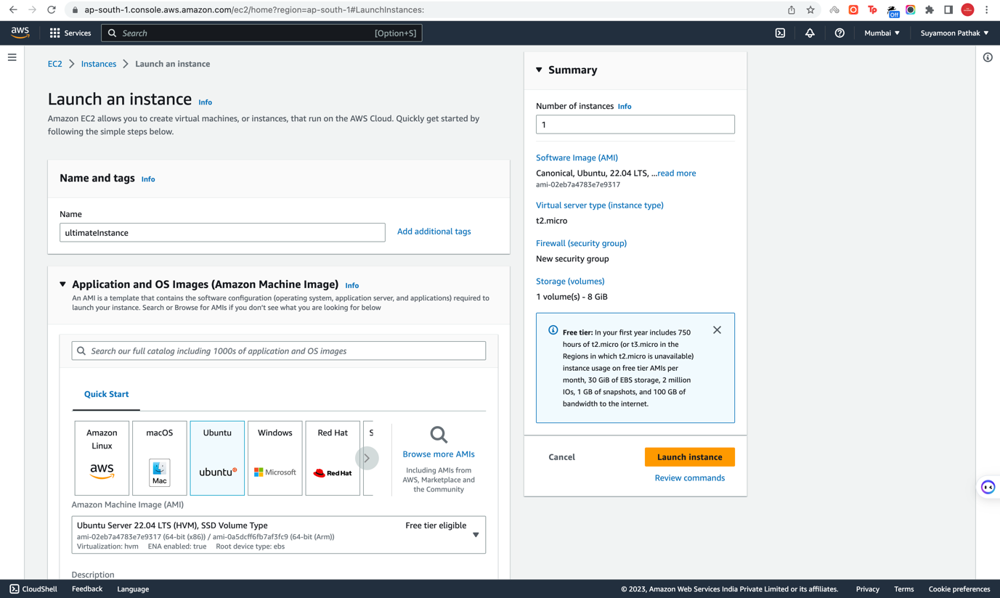 ap-south-1.console.aws.amazon.com/ec2/home?region=ap-south-1#LaunchInstances:
Off
aws
Services
Search
[Option+S]
Mumbai
Suyamoon Pathak
EC2 > Instances > Launch an instance
Launch an instance Info
Amazon EC2 allows you to create virtual machines, or instances, that run on the AWS Cloud. Quickly get started by
following the simple steps below.
Name and tags Info
Name
ultimateInstance
Add additional tags
Application and OS Images (Amazon Machine Image) Info
An AMI is a template that contains the software configuration (operating system, application server, and applications) required to
launch your instance. Search or Browse for AMIs if you don't see what you are looking for below
Search our full catalog including 1000s of application and OS images
Quick Start
Amazon
Linux
aws
macOS
Mac
Ubuntu
ubuntu
Windows
Microsoft
Red Hat
Red Hat
S
Browse more AMIs
Including AMIs from
AWS, Marketplace and
the Community
Amazon Machine Image (AMI)
Ubuntu Server 22.04 LTS (HVM), SSD Volume Type
Free tier eligible
ami-02eb7a4783e7e9317 (64-bit (x86)) / ami-0a5dcff6fb7af3fc9 (64-bit (Arm))
Virtualization: hvm ENA enabled: true Root device type: ebs
Description
Summary
Number of instances Info
1
Software Image (AMI)
Canonical, Ubuntu, 22.04 LTS, ...read more
ami-02eb7a4783e7e9317
Virtual server type (instance type)
t2.micro
Firewall (security group)
New security group
Storage (volumes)
1 volume(s) - 8 GiB
Free tier: In your first year includes 750
hours of t2.micro (or t3.micro in the
Regions in which t2.micro is unavailable)
instance usage on free tier AMIs per
month, 30 GiB of EBS storage, 2 million
IOs, 1 GB of snapshots, and 100 GB of
bandwidth to the internet.
Cancel
Launch instance
Review commands
CloudShell
Feedback
Language
© 2023, Amazon Web Services India Private Limited or its affiliates.
Privacy
Terms
Cookie preferences